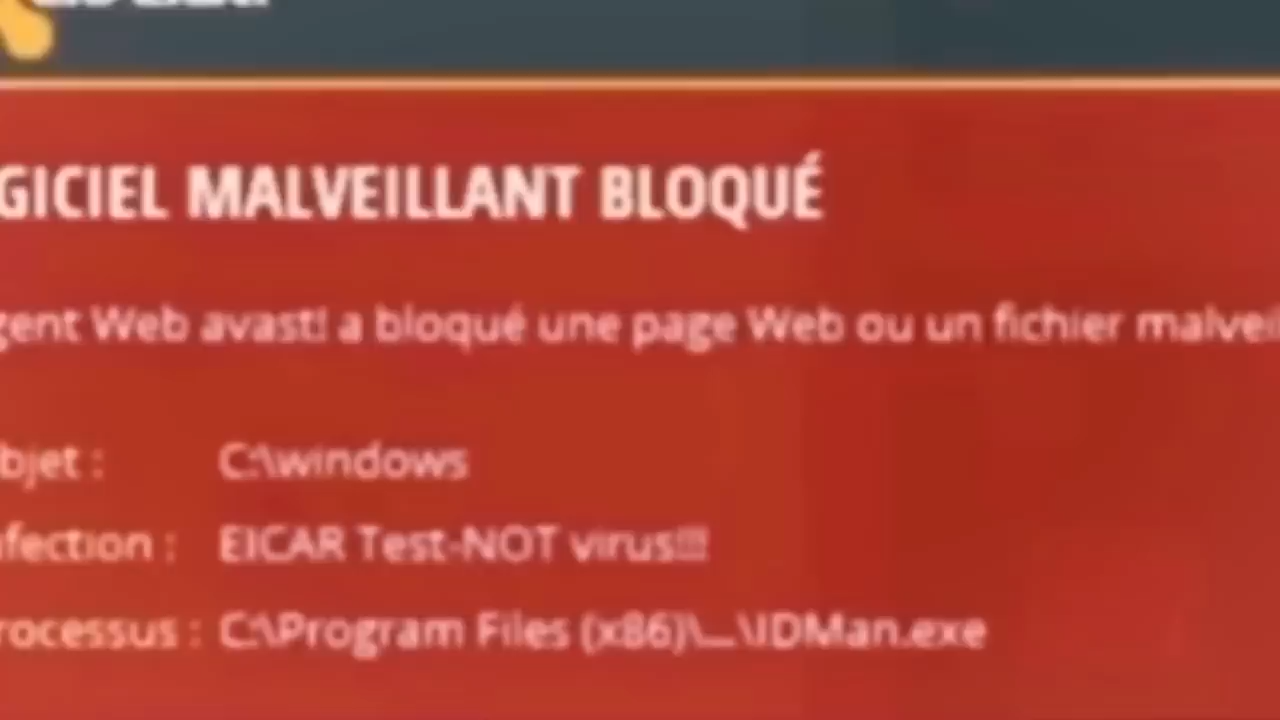 GICIEL MALVEILLANT BLOQUÉ
gent Web avast! a bloqué une page Web ou un fichier malvei
bjet : C:\windows
fection : EICAR Test-NOT virus!!!
rocessus : C:\Program Files (x86)\...\IDMan.exe